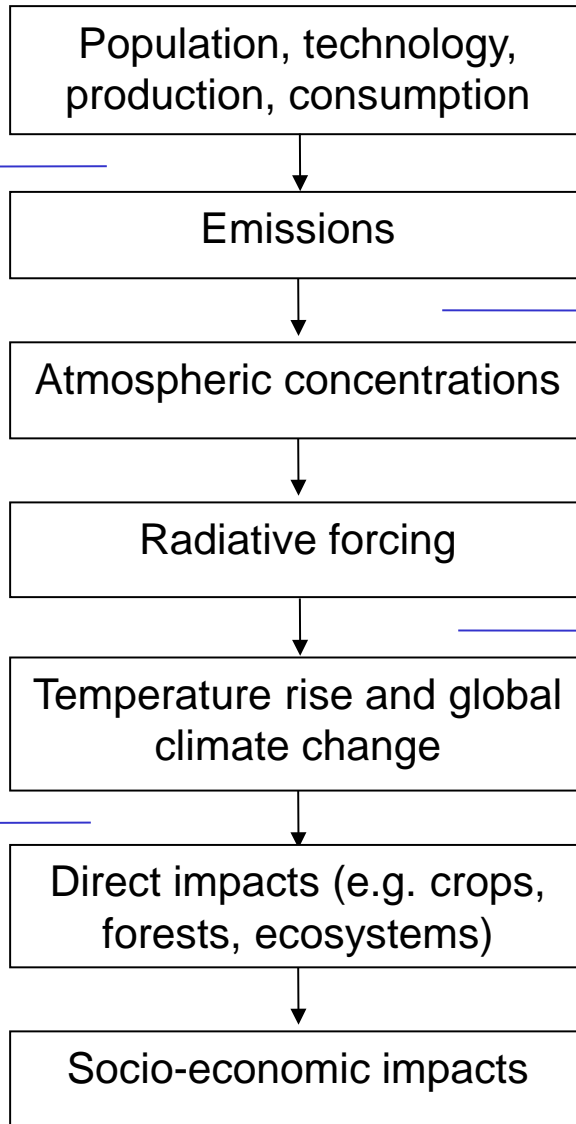 Population, technology,
production, consumption
Emissions
Atmospheric concentrations
Radiative forcing
Temperature rise and global
climate change
Direct impacts (e.g. crops,
forests, ecosystems)
Socio-economic impacts